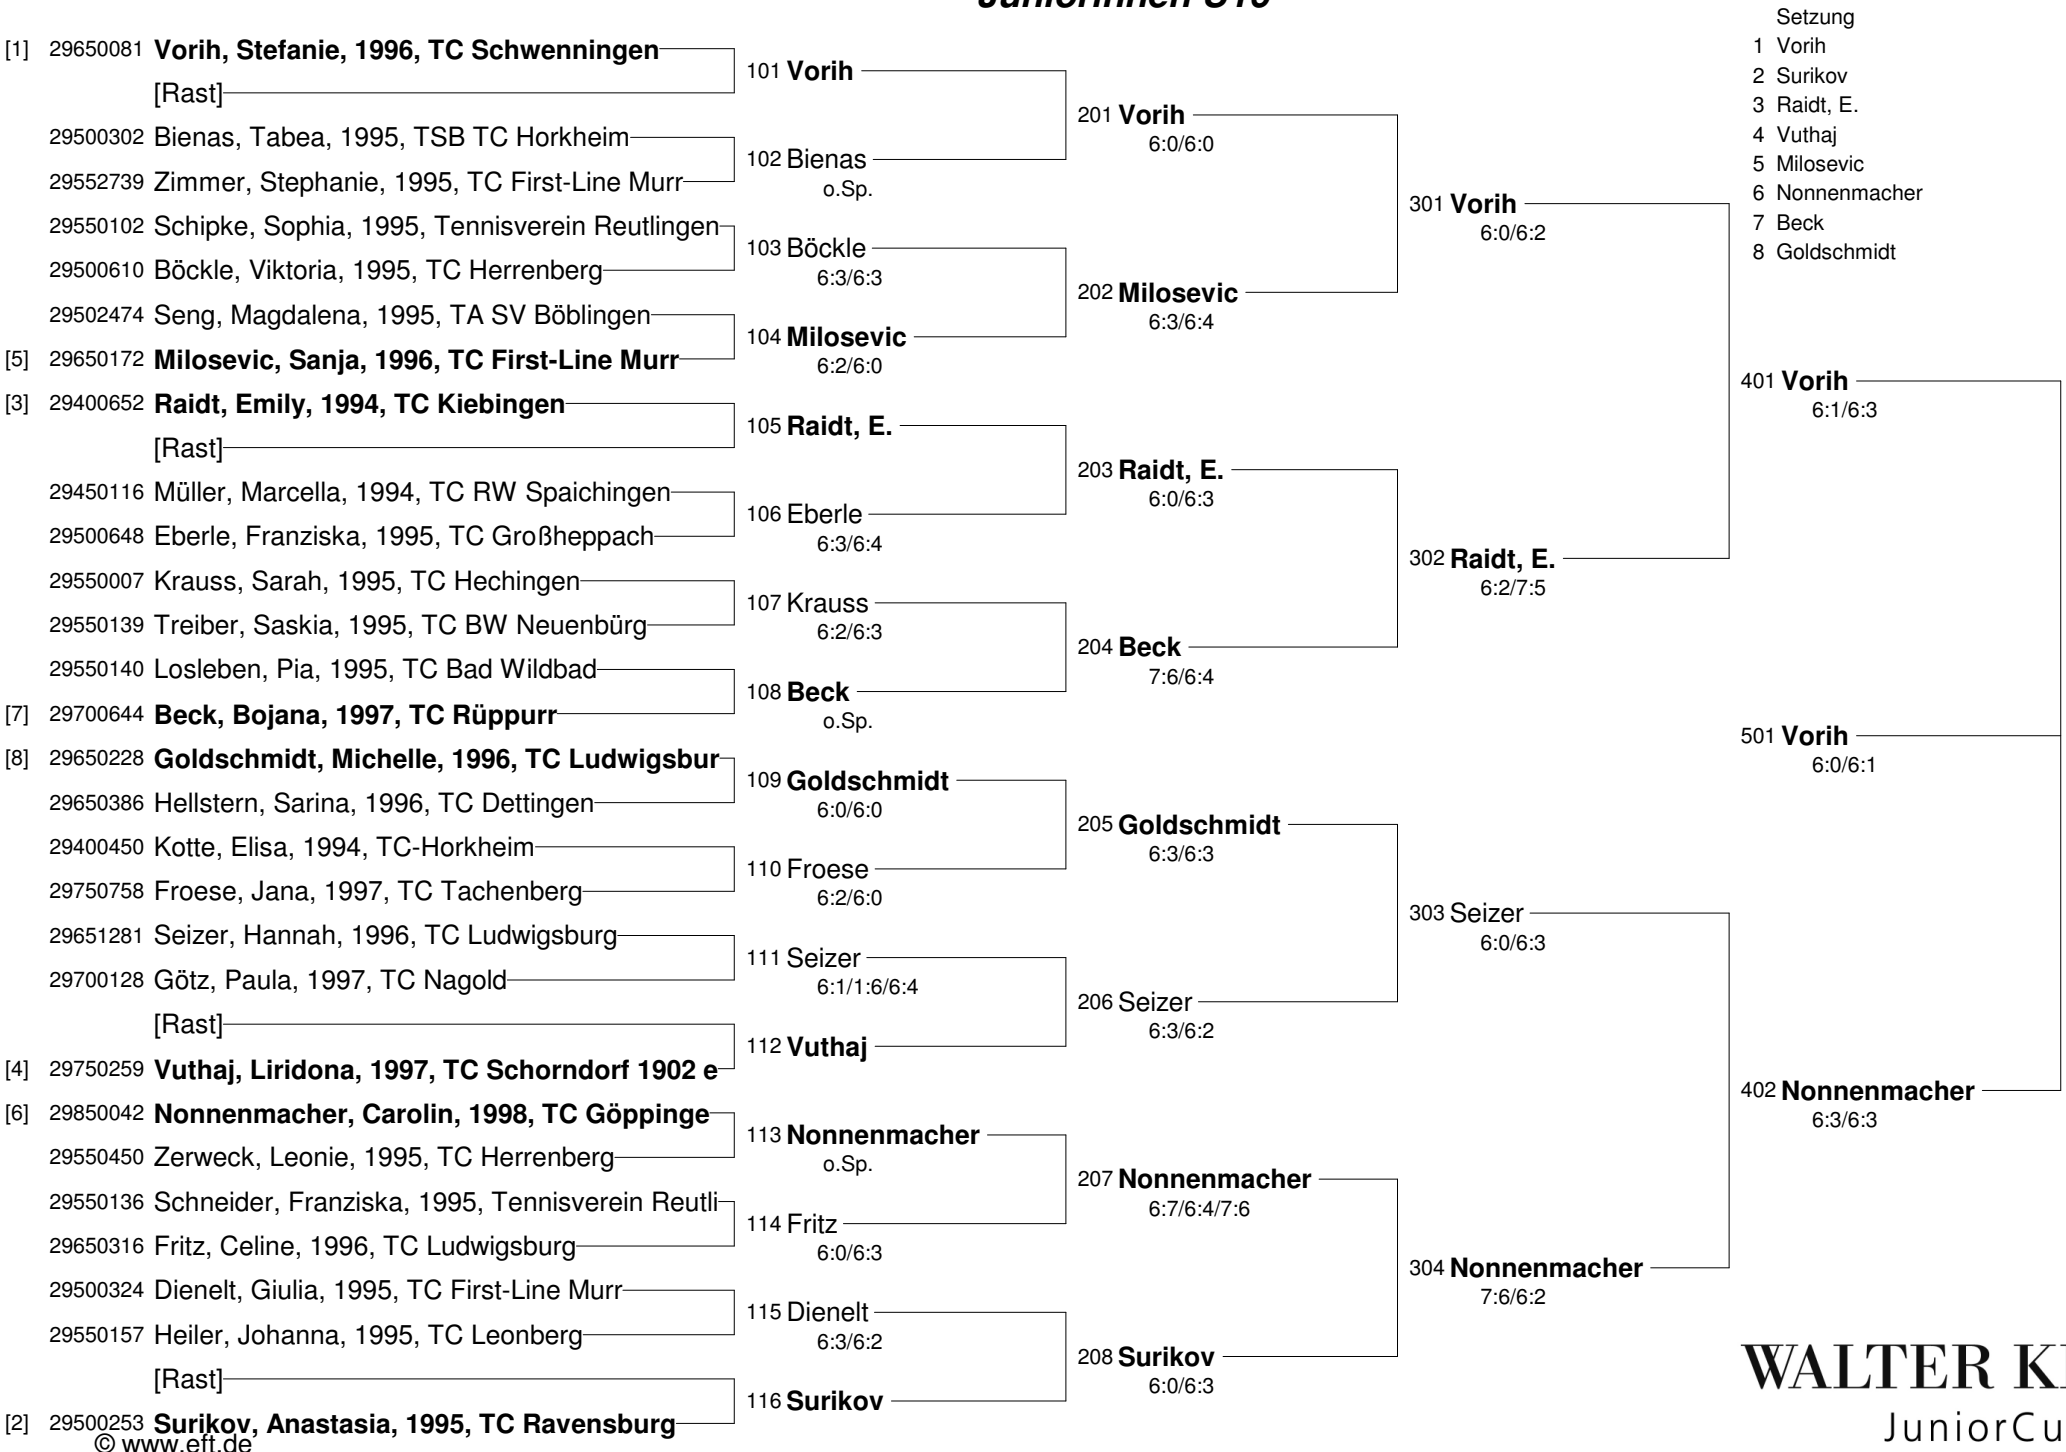 Setzung
1 Vorih
2 Surikov
3 Raidt, E.
4 Vuthaj
5 Milosevic
6 Nonnenmacher
7 Beck
8 Goldschmidt
[1] 29650081 Vorih, Stefanie, 1996, TC Schwenningen
[Rast]
29500302 Bienas, Tabea, 1995, TSB TC Horkheim
29552739 Zimmer, Stephanie, 1995, TC First-Line Murr
29550102 Schipke, Sophia, 1995, Tennisverein Reutlingen
29500610 Böckle, Viktoria, 1995, TC Herrenberg
29502474 Seng, Magdalena, 1995, TA SV Böblingen
[5] 29650172 Milosevic, Sanja, 1996, TC First-Line Murr
[3] 29400652 Raidt, Emily, 1994, TC Kiebingen
[Rast]
29450116 Müller, Marcella, 1994, TC RW Spaichingen
29500648 Eberle, Franziska, 1995, TC Großheppach
29550007 Krauss, Sarah, 1995, TC Hechingen
29550139 Treiber, Saskia, 1995, TC BW Neuenbürg
29550140 Losleben, Pia, 1995, TC Bad Wildbad
[7] 29700644 Beck, Bojana, 1997, TC Rüppurr
[8] 29650228 Goldschmidt, Michelle, 1996, TC Ludwigsbur
29650386 Hellstern, Sarina, 1996, TC Dettingen
29400450 Kotte, Elisa, 1994, TC-Horkheim
29750758 Froese, Jana, 1997, TC Tachenberg
29651281 Seizer, Hannah, 1996, TC Ludwigsburg
29700128 Götz, Paula, 1997, TC Nagold
[Rast]
[4] 29750259 Vuthaj, Liridona, 1997, TC Schorndorf 1902 e
[6] 29850042 Nonnenmacher, Carolin, 1998, TC Göppinge
29550450 Zerweck, Leonie, 1995, TC Herrenberg
29550136 Schneider, Franziska, 1995, Tennisverein Reutli
29650316 Fritz, Celine, 1996, TC Ludwigsburg
29500324 Dienelt, Giulia, 1995, TC First-Line Murr
29550157 Heiler, Johanna, 1995, TC Leonberg
[Rast]
[2] 29500253 Surikov, Anastasia, 1995, TC Ravensburg
© www.eft.de
101 Vorih
102 Bienas
o.Sp.
103 Böckle
6:3/6:3
104 Milosevic
6:2/6:0
105 Raidt, E.
106 Eberle
6:3/6:4
107 Krauss
6:2/6:3
108 Beck
o.Sp.
109 Goldschmidt
6:0/6:0
110 Froese
6:2/6:0
111 Seizer
6:1/1:6/6:4
112 Vuthaj
113 Nonnenmacher
o.Sp.
114 Fritz
6:0/6:3
115 Dienelt
6:3/6:2
116 Surikov
201 Vorih
6:0/6:0
202 Milosevic
6:3/6:4
203 Raidt, E.
6:0/6:3
204 Beck
7:6/6:4
205 Goldschmidt
6:3/6:3
206 Seizer
6:3/6:2
207 Nonnenmacher
6:7/6:4/7:6
208 Surikov
6:0/6:3
301 Vorih
6:0/6:2
302 Raidt, E.
6:2/7:5
303 Seizer
6:0/6:3
304 Nonnenmacher
7:6/6:2
401 Vorih
6:1/6:3
501 Vorih
6:0/6:1
402 Nonnenmacher
6:3/6:3
WALTER
JuniorCu